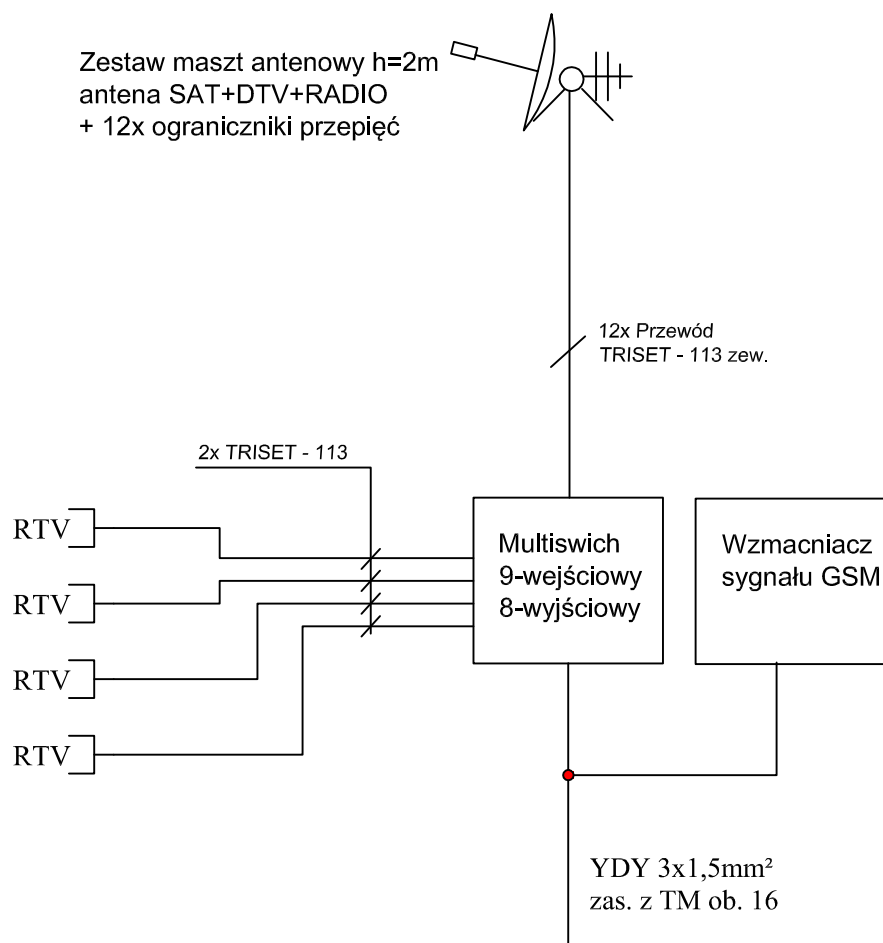 Zestaw maszt antenowy h=2m
antena SAT+DTV+RADIO
+ 12x ograniczniki przepięć
12x Przewód
TRISET - 113 zew.
2x TRISET - 113
RTV
RTV
RTV
RTV
Multiswich
9-wejściowy
8-wyjściowy
Wzmacniacz
sygnału GSM
YDY 3x1,5mm²
zas. z TM ob. 16